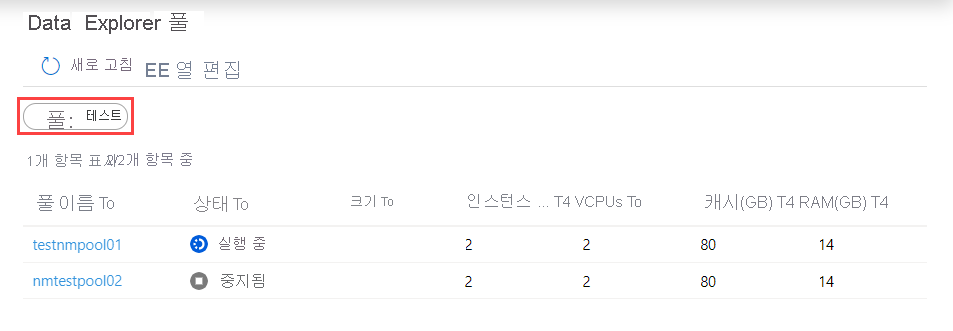 Data Explorer 풀
새로 고침 EE 열 편집
풀: 테스트
1개 항목 표 2개 항목 중
풀 이름 To 상태 To 크기 To 인스턴스 ... T4 VCPUs To 캐시(GB) T4 RAM(GB) T4
testnmpool01 실행 중 2 2 80 14
nmtestpool02 중지됨 2 2 80 14